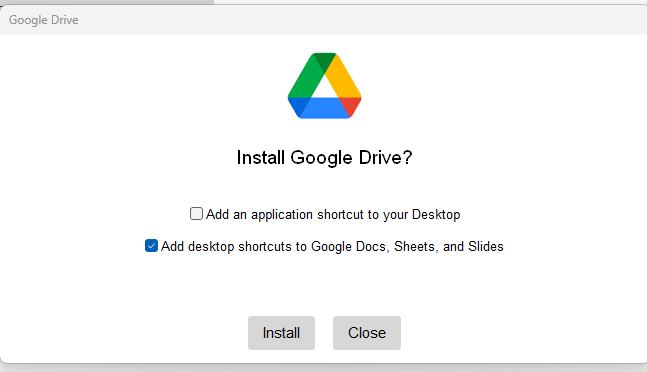 Google Drive
Install Google Drive?
Add an application shortcut to your Desktop
Add desktop shortcuts to Google Docs, Sheets, and Slides
Install Close